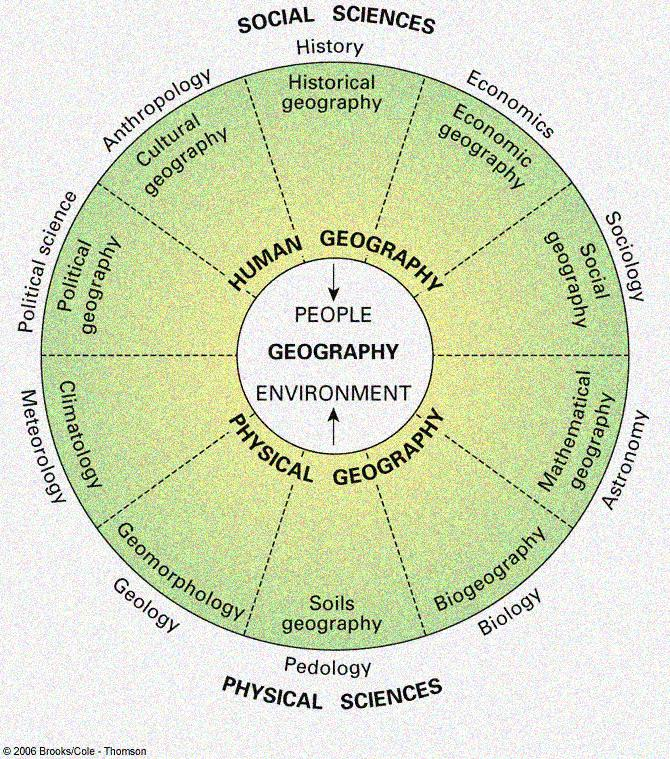 SOCIAL SCIENCES
History
Anthropology
Economics
Historical
geography
Cultural
geography
Economic
geography
Political science
Sociology
Political
geography
Social
geography
HUMAN GEOGRAPHY
PEOPLE
GEOGRAPHY
ENVIRONMENT
PHYSICAL GEOGRAPHY
Climatology
Meteorology
Mathematical
geography
Astronomy
Geomorphology
Geology
Soils
geography
Biogeography
Biology
Pedology
PHYSICAL SCIENCES
© 2006 Brooks/Cole - Thomson